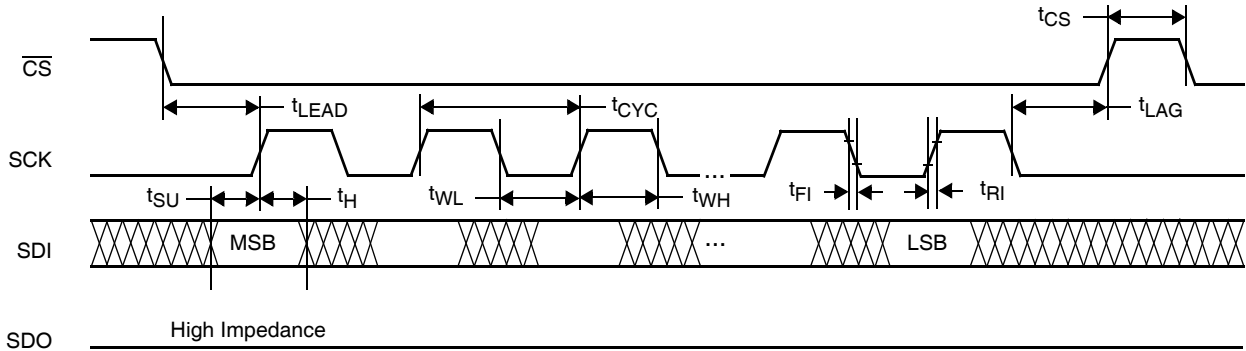 tCS
CS
tLEAD
tCYC
tLAG
SCK
...
tSU
tH
tWL
tWH
tFI
tRI
SDI
MSB
...
LSB
High Impedance
SDO